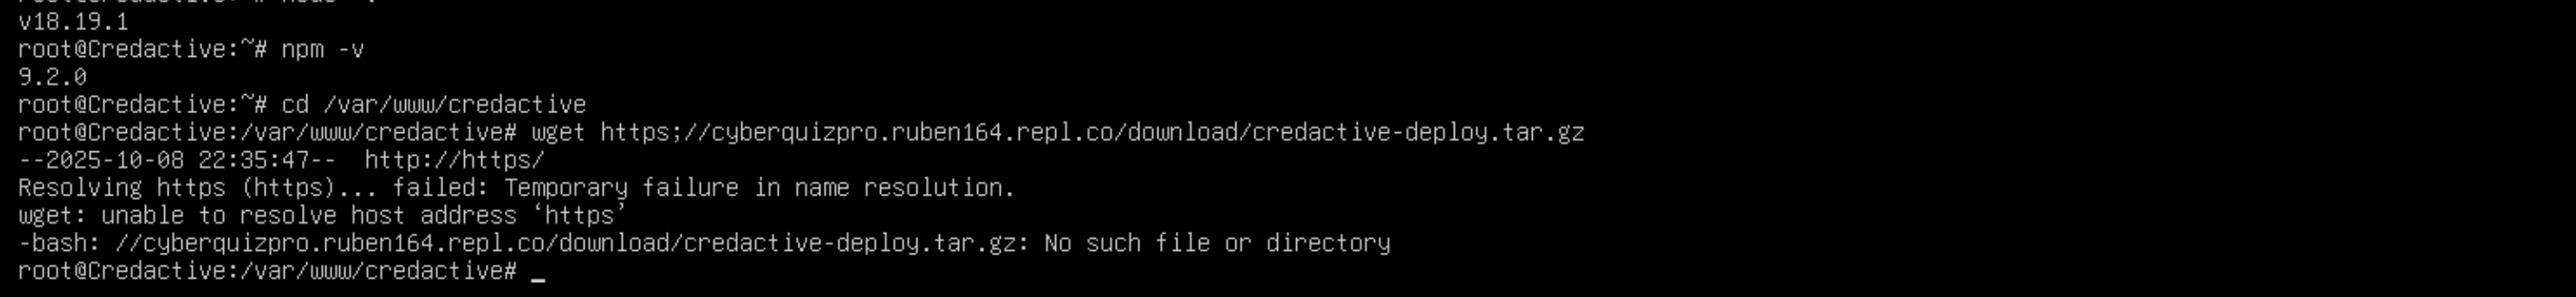 v18.19.1
root@Credactive:~# npm -v
9.2.0
root@Credactive:~# cd /var/www/credactive
root@Credactive:/var/www/credactive# wget https;//cyberquizpro.ruben164.repl.co/download/credactive-deploy.tar.gz
--2025-10-08 22:35:47--  http://https/
Resolving https (https)... failed: Temporary failure in name resolution.
wget: unable to resolve host address ‘https’
-bash: //cyberquizpro.ruben164.repl.co/download/credactive-deploy.tar.gz: No such file or directory
root@Credactive:/var/www/credactive# _